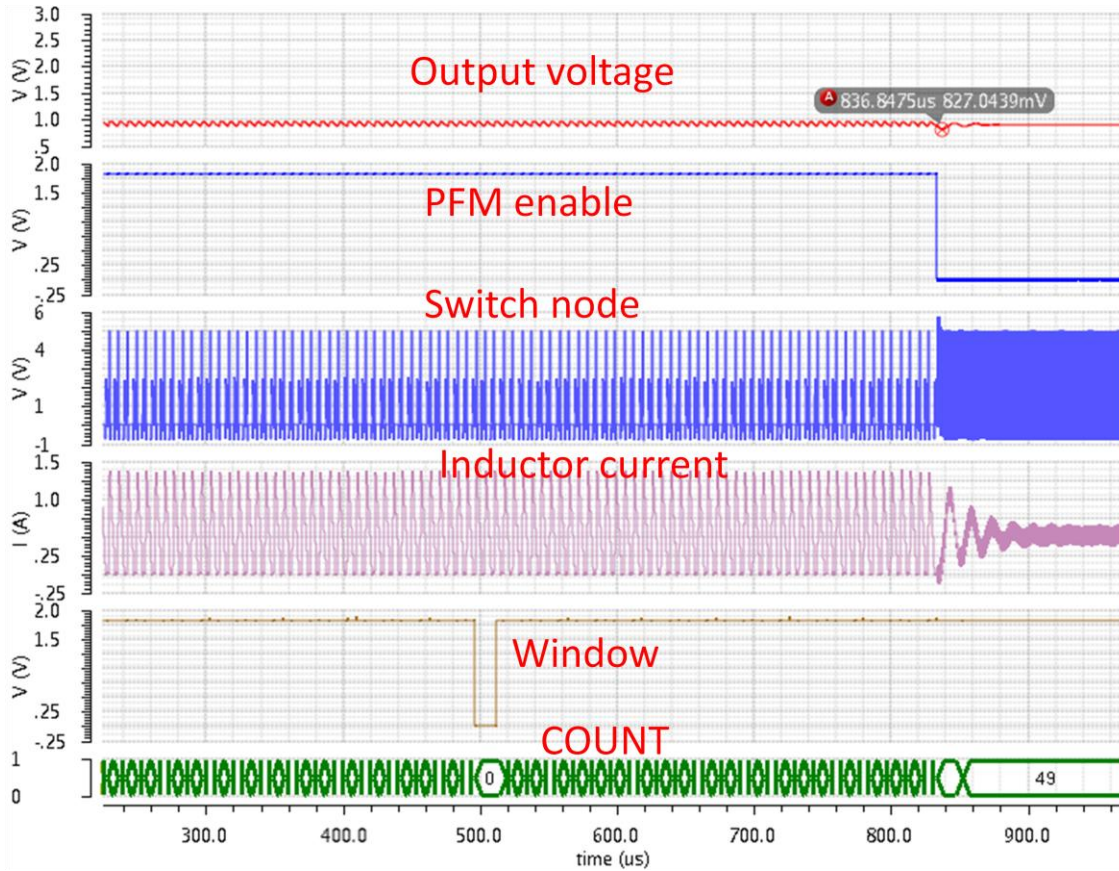 3.0
2.5
2.0
1.5
1.0
.5
V (V)
Output voltage
A 836.8475us 827.0439mV
2.0
1.5
.25
-.25
V (V)
PFM enable
Switch node
6
4
1
-1
V (V)
Inductor current
1.5
1.0
.25
-.25
I (A)
2.0
1.5
.25
-.25
V (V)
Window
COUNT
1
0
0
49
300.0 400.0 500.0 600.0 700.0 800.0 900.0
time (us)